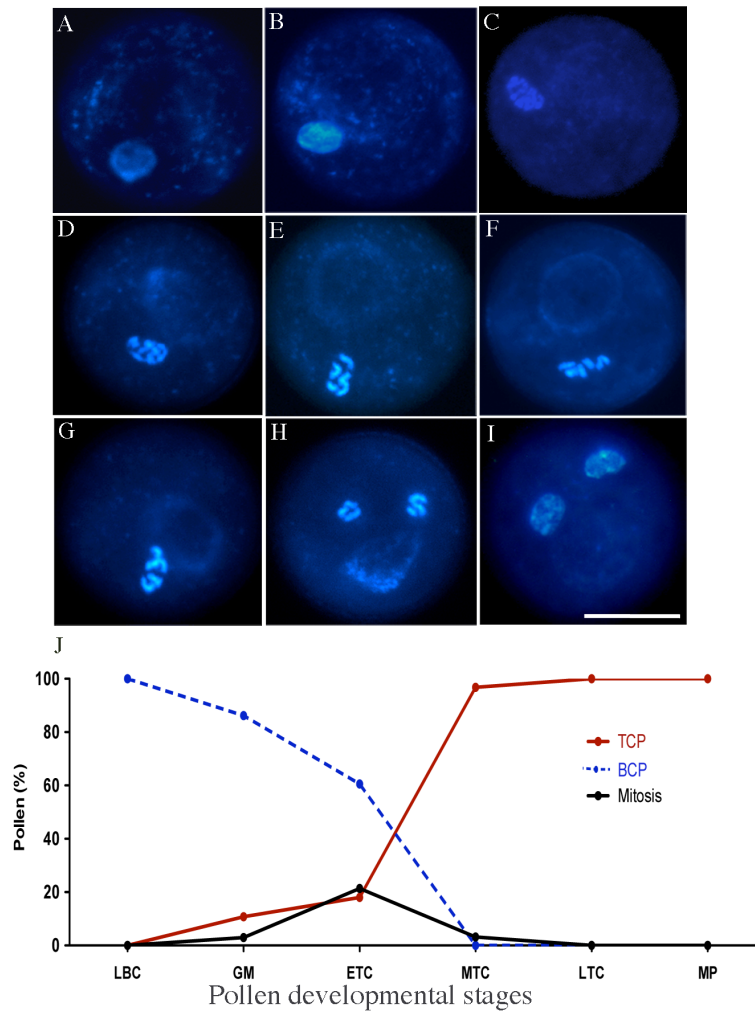 A
B
C
D
E
F
G
H
I
J
100
80
60
40
20
0
Pollen (%)
TCP
BCP
Mitosis
LBC GM ETC MTC LTC MP
Pollen developmental stages